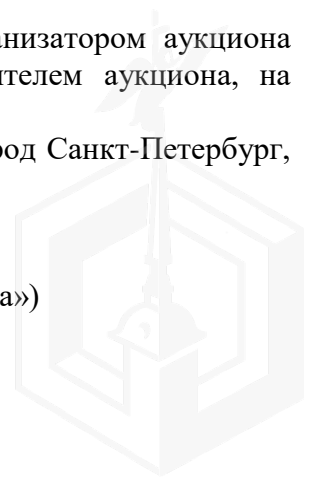 анизатором аукциона
ителем аукциона, на
род Санкт-Петербург,
а»)